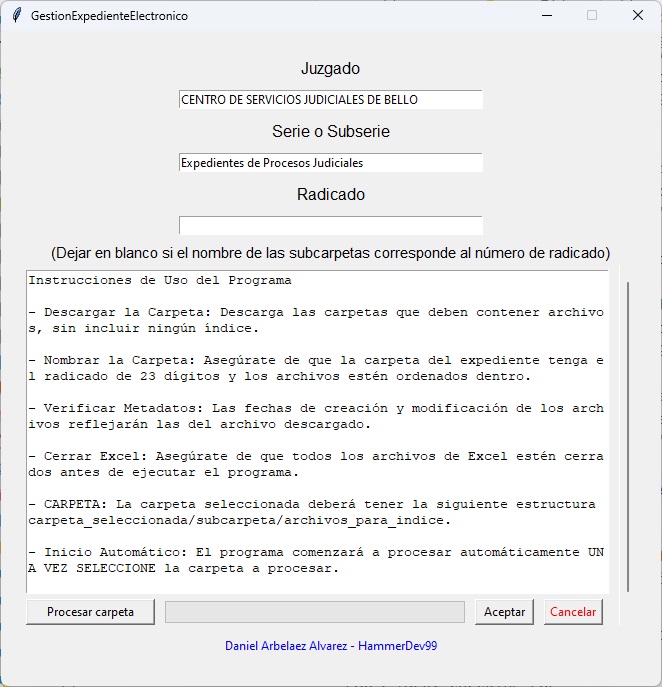 GestionExpedienteElectronico
Juzgado
CENTRO DE SERVICIOS JUDICIALES DE BELLO
Serie o Subserie
Expedientes de Procesos Judiciales
Radicado
(Dejar en blanco si el nombre de las subcarpetas corresponde al número de radicado)
Instrucciones de Uso del Programa
- Descargar la Carpeta: Descarga las carpetas que deben contener archivo
s, sin incluir ningún índice.
- Nombrar la Carpeta: Asegúrate de que la carpeta del expediente tenga e
l radicado de 23 dígitos y los archivos estén ordenados dentro.
- Verificar Metadatos: Las fechas de creación y modificación de los arch
ivos reflejarán las del archivo descargado.
- Cerrar Excel: Asegúrate de que todos los archivos de Excel estén cerra
dos antes de ejecutar el programa.
- CARPETA: La carpeta seleccionada deberá tener la siguiente estructura
carpeta_seleccionada/subcarpeta/archivos_para_indice.
- Inicio Automático: El programa comenzará a procesar automáticamente UN
A VEZ SELECCIONE la carpeta a procesar.
Procesar carpeta
Aceptar
Cancelar
Daniel Arbelaez Alvarez - HammerDev99